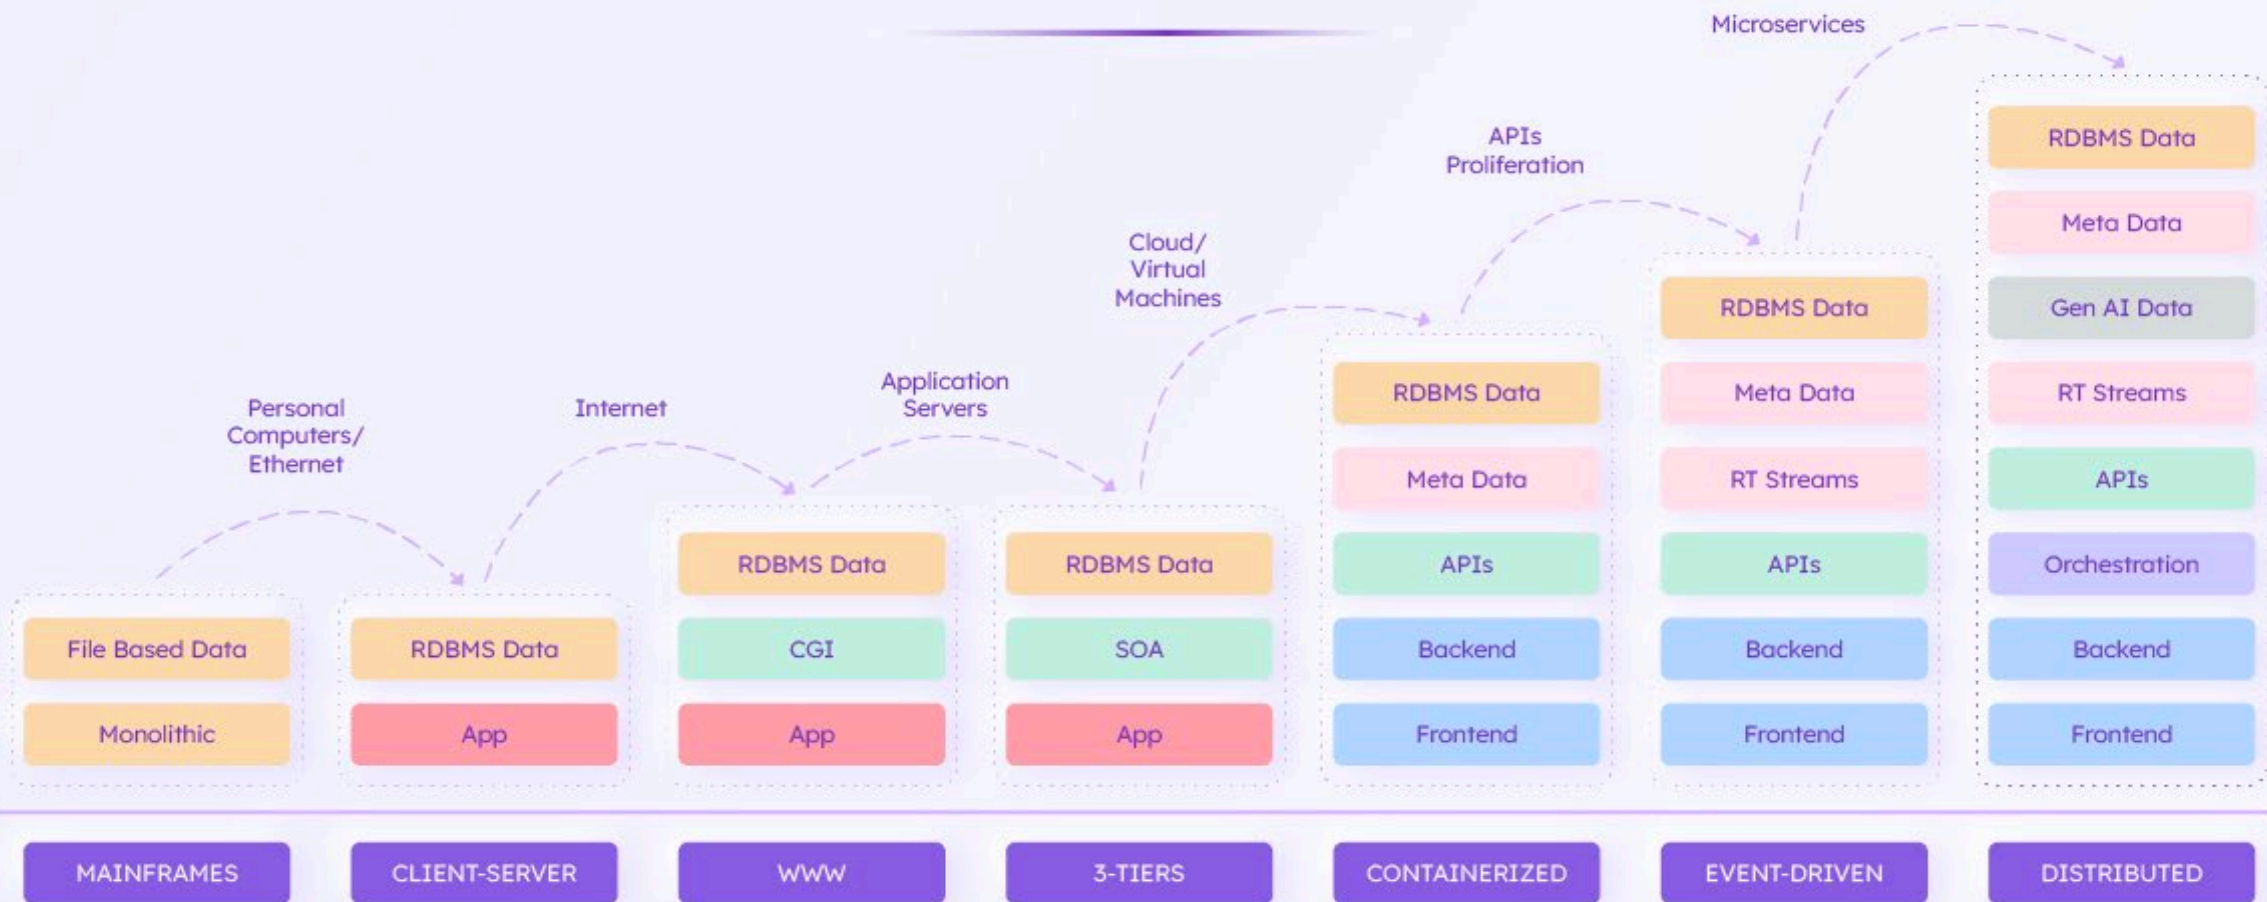 Microservices
APIs
Proliferation
Cloud/
Virtual
Machines
Application
Servers
Internet
Personal
Computers/
Ethernet
File Based Data
Monolithic
MAINFRAMES
RDBMS Data
App
CLIENT-SERVER
RDBMS Data
CGI
App
WWW
RDBMS Data
SOA
App
3-TIERS
RDBMS Data
Meta Data
APIs
Backend
Frontend
CONTAINERIZED
RDBMS Data
Meta Data
RT Streams
APIs
Backend
Frontend
EVENT-DRIVEN
RDBMS Data
Meta Data
Gen AI Data
RT Streams
APIs
Orchestration
Backend
Frontend
DISTRIBUTED